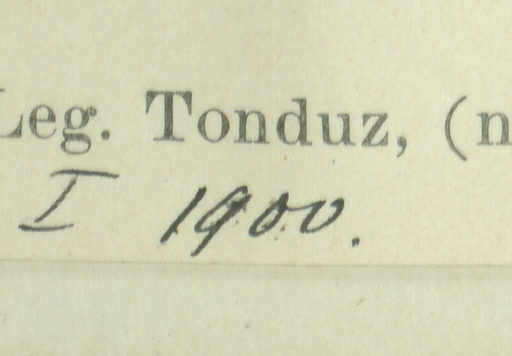 Leg. Tonduz, (n
I 1900.